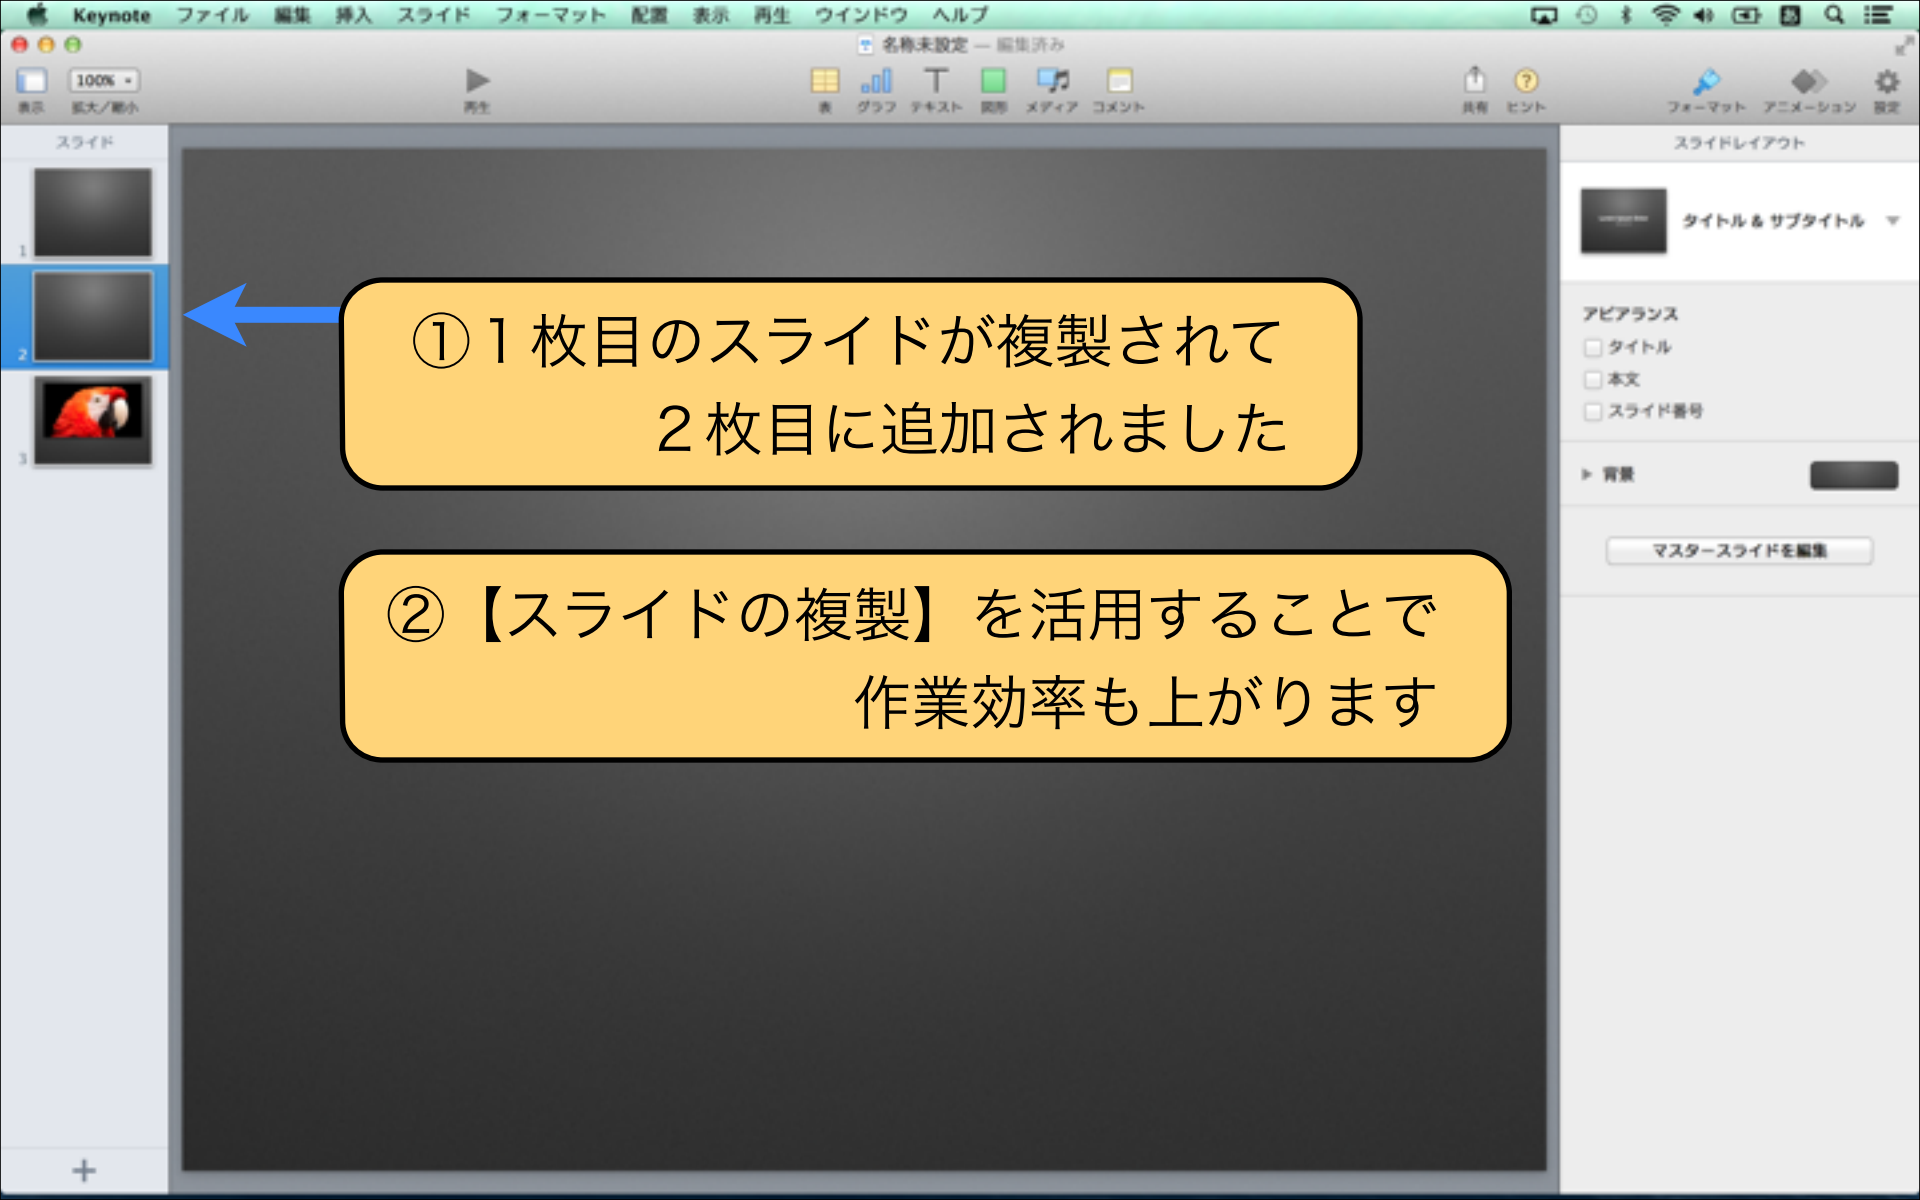 Keynote ファイル 編集 挿入 スライド フォーマット 配置 表示 再生 ウインドウ ヘルプ
名称未設定 — 編集済み
100%
表示 拡大/縮小 再生 表 グラフ テキスト 図形 メディア コメント 共有 ヒント フォーマット アニメーション 設定
スライド
スライドレイアウト
1
2
3
①１枚目のスライドが複製されて
２枚目に追加されました
②【スライドの複製】を活用することで
作業効率も上がります
タイトル & サブタイトル
アピアランス
タイトル
本文
スライド番号
背景
マスタースライドを編集